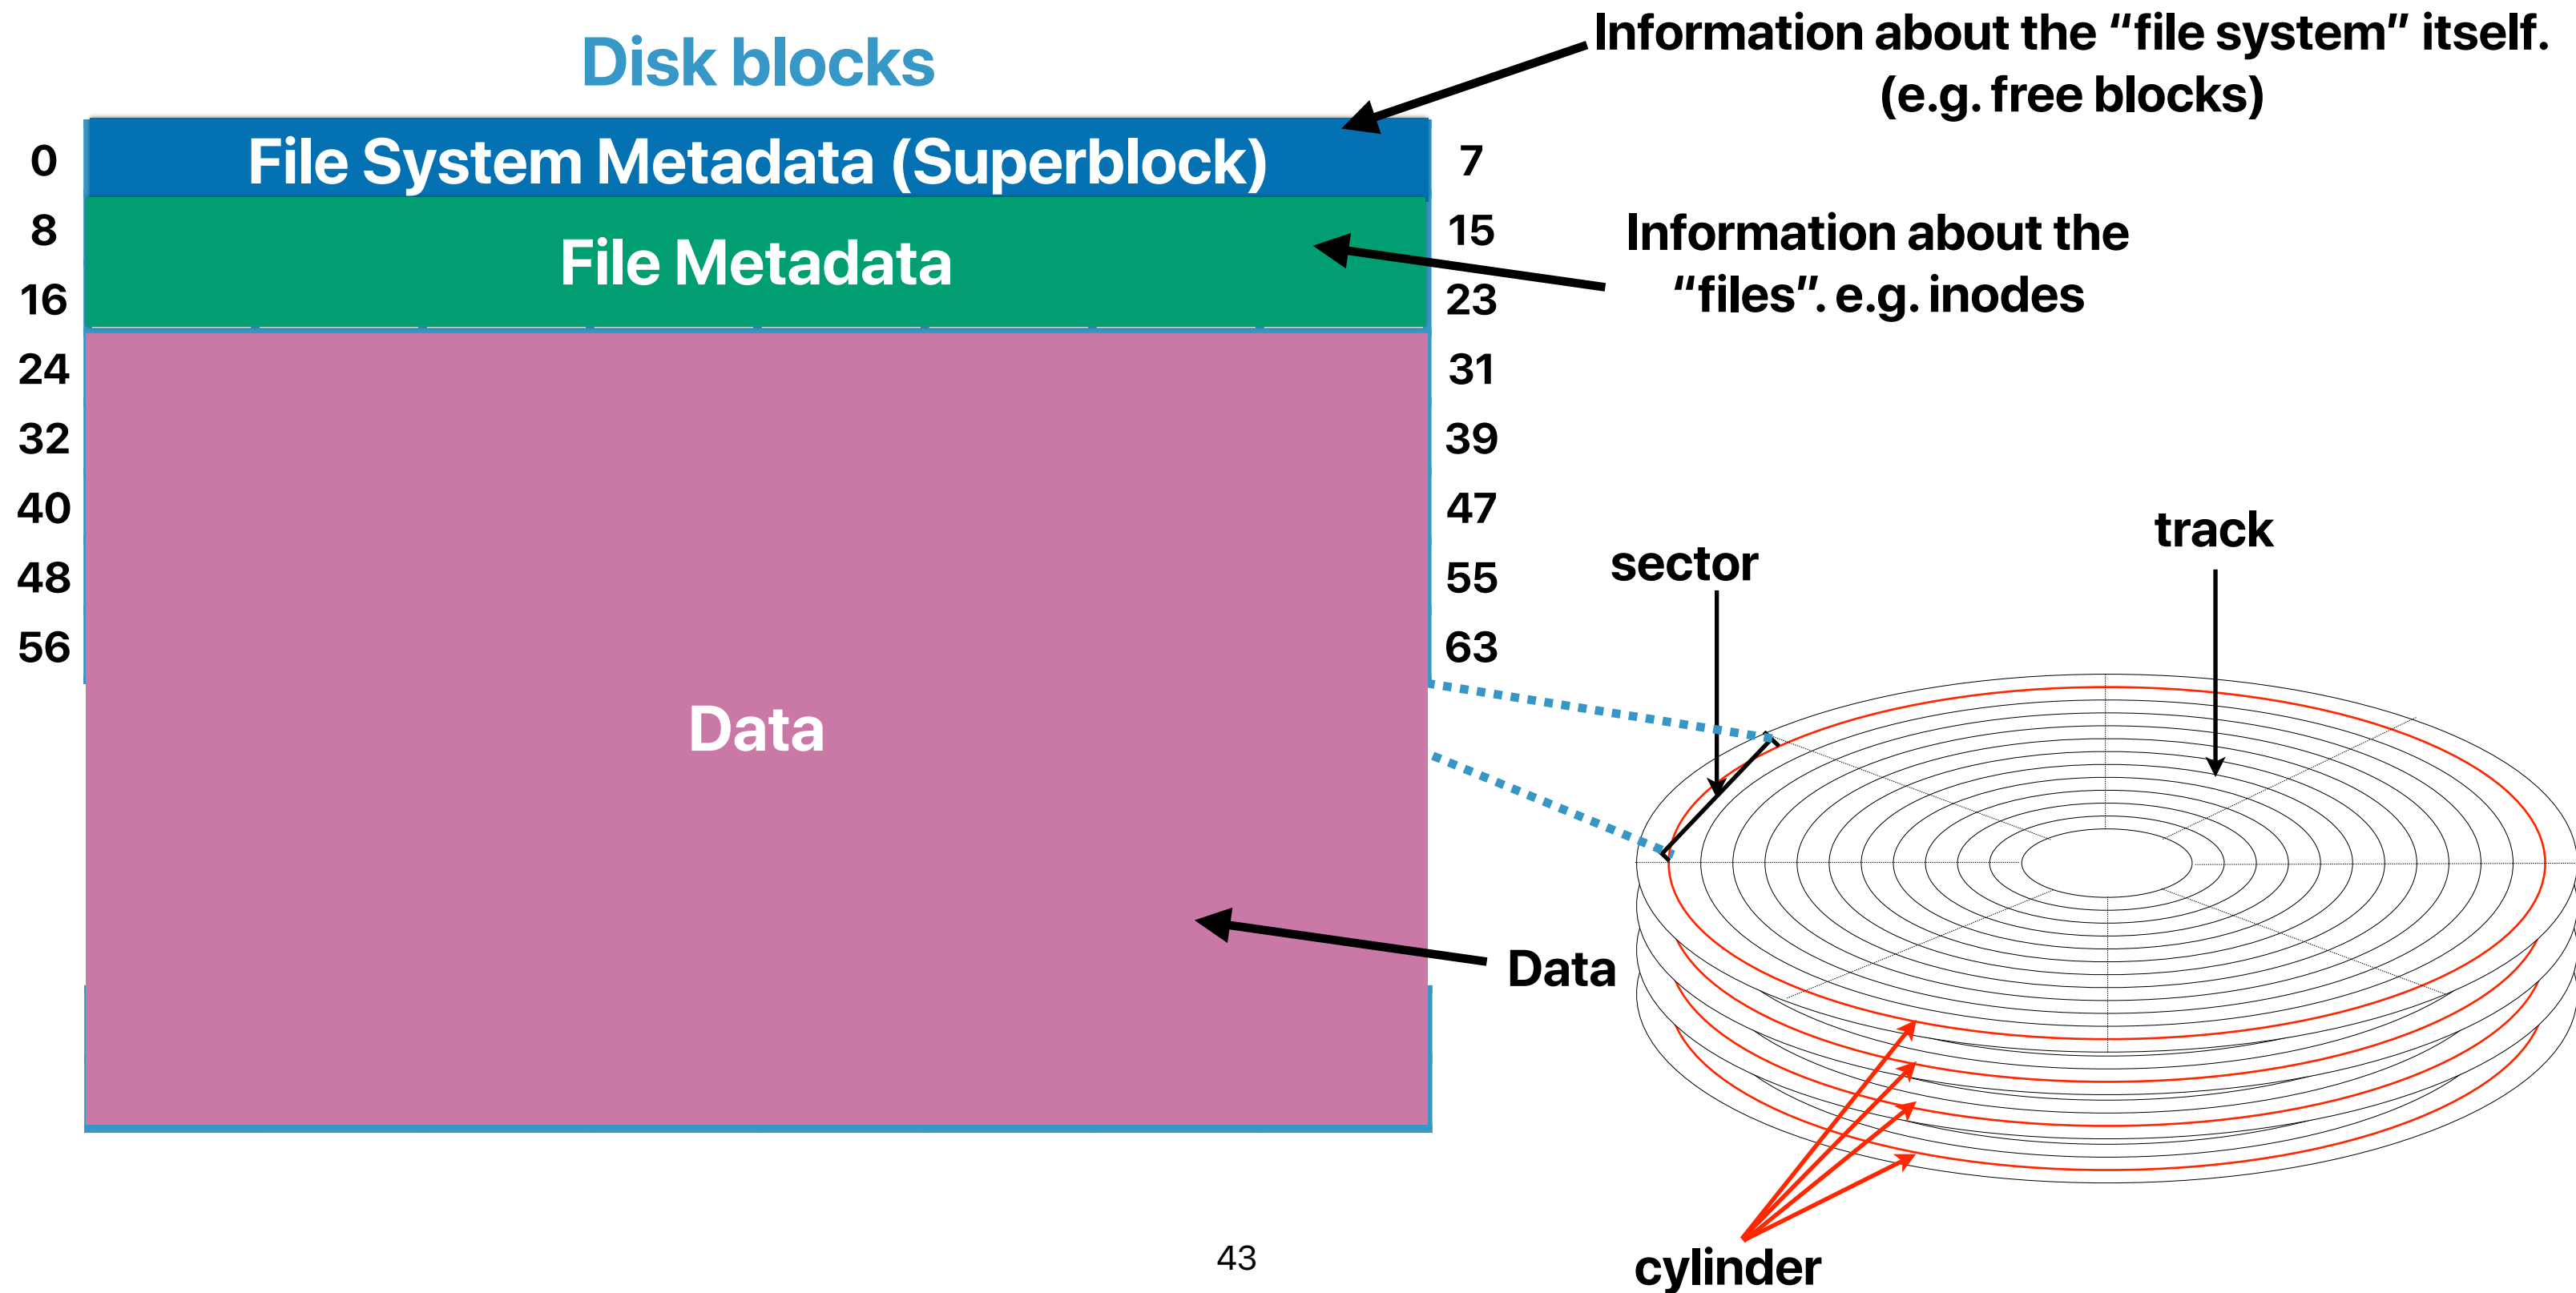 Information about the “file system” itself.
(e.g. free blocks)
Disk blocks
0 File System Metadata (Superblock) 7
8 15
File Metadata
16 23
Information about the
“files”. e.g. inodes
24 31
32 39
40 47
48 55
56 63
sector
track
Data
Data
cylinder
43